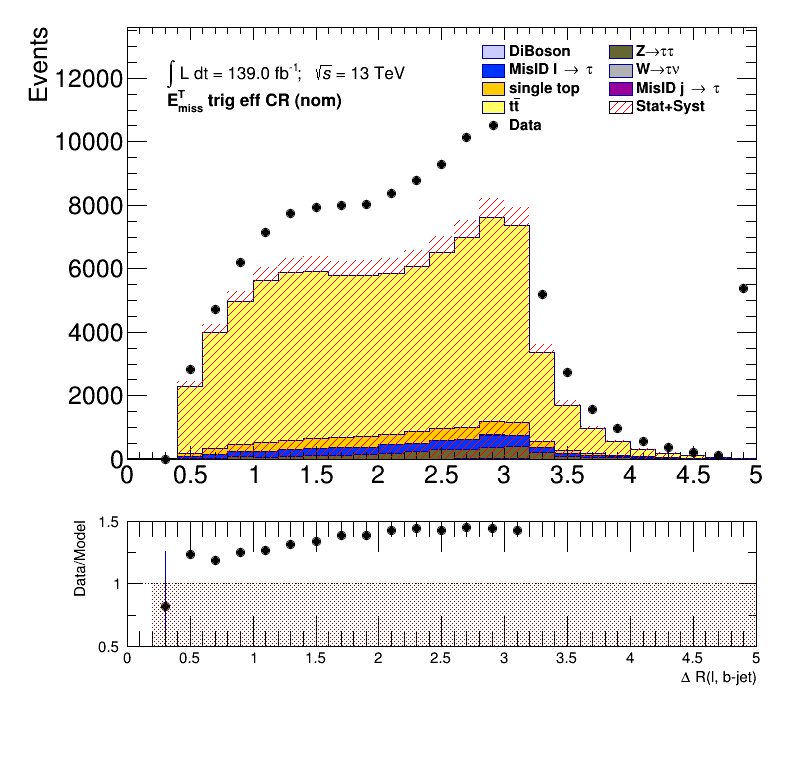 Events
∫ L dt = 139.0 fb⁻¹; √s = 13 TeV
E^T_miss trig eff CR (nom)
DiBoson
Z→ττ
MisID l → τ
W→τν
single top
MisID j → τ
tt̄
Stat+Syst
Data
12000
10000
8000
6000
4000
2000
0
0 0.5 1 1.5 2 2.5 3 3.5 4 4.5 5
Data/Model
1.5
1
0.5
0 0.5 1 1.5 2 2.5 3 3.5 4 4.5 5
Δ R(l, b-jet)